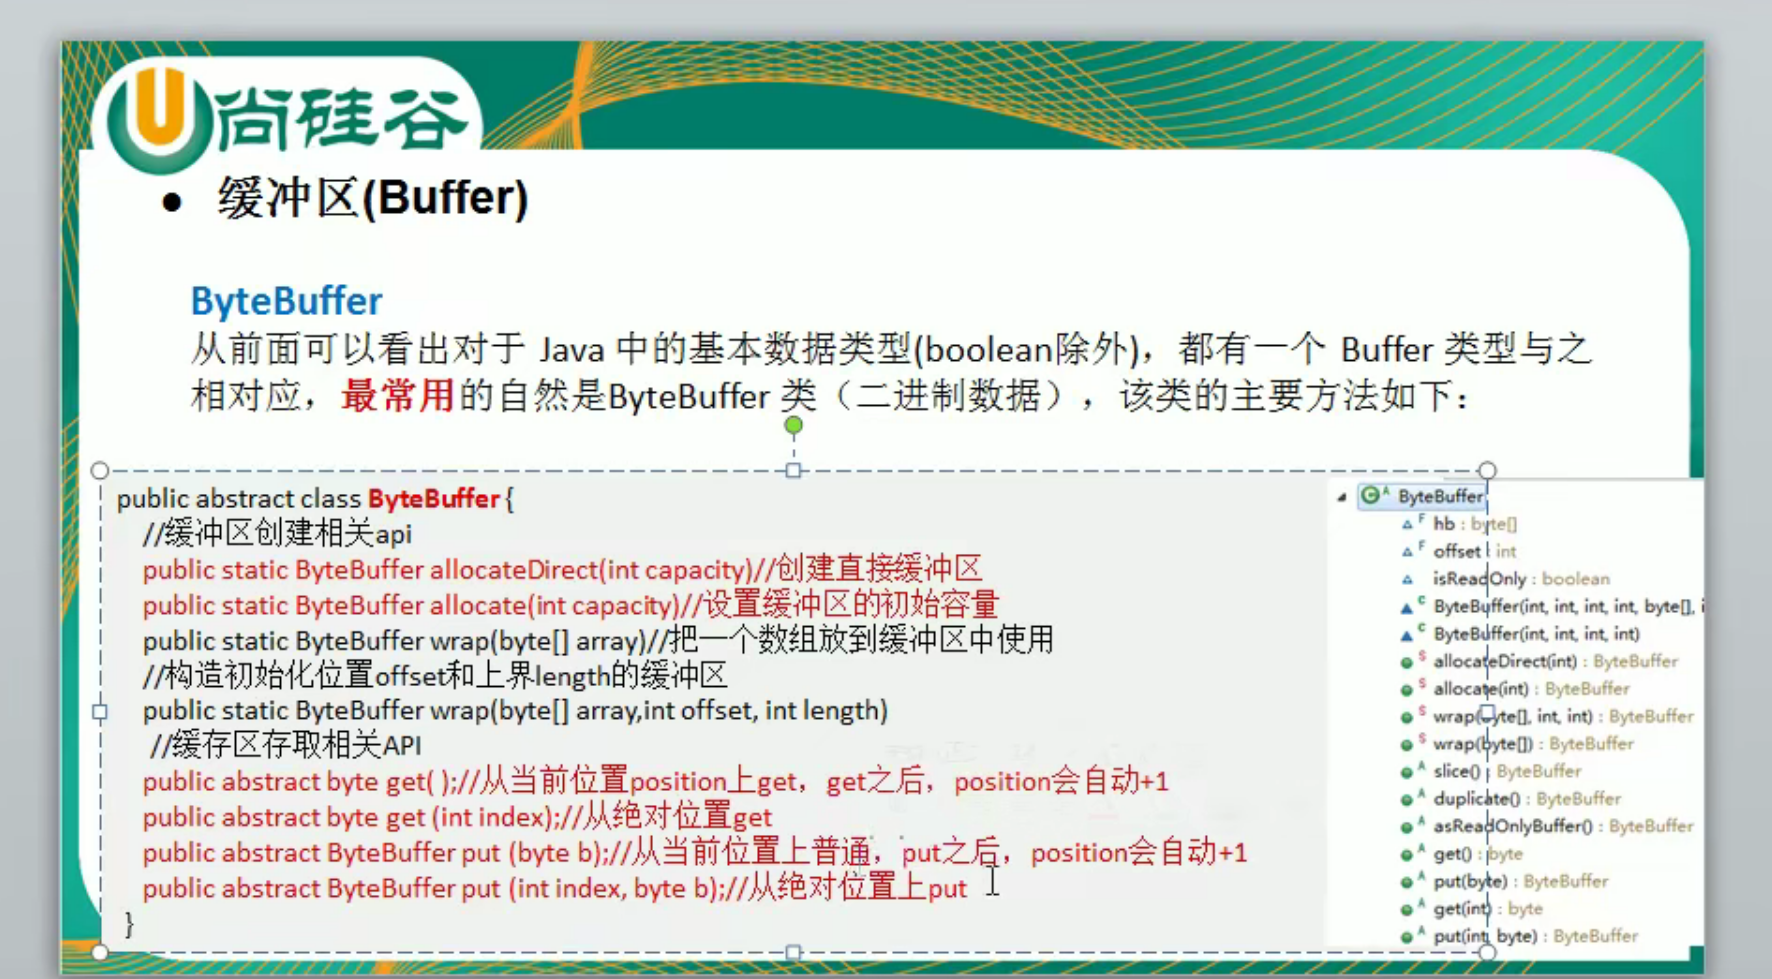 尚硅谷
● 缓冲区(Buffer)
ByteBuffer
从前面可以看出对于 Java 中的基本数据类型(boolean除外)，都有一个 Buffer 类型与之
相对应，最常用的自然是ByteBuffer 类（二进制数据），该类的主要方法如下：
public abstract class ByteBuffer {
//缓冲区创建相关api
public static ByteBuffer allocateDirect(int capacity)//创建直接缓冲区
public static ByteBuffer allocate(int capacity)//设置缓冲区的初始容量
public static ByteBuffer wrap(byte[] array)//把一个数组放到缓冲区中使用
//构造初始化位置offset和上界length的缓冲区
public static ByteBuffer wrap(byte[] array,int offset, int length)
//缓存区存取相关API
public abstract byte get( );//从当前位置position上get，get之后，position会自动+1
public abstract byte get (int index);//从绝对位置get
public abstract ByteBuffer put (byte b);//从当前位置上普通，put之后，position会自动+1
public abstract ByteBuffer put (int index, byte b);//从绝对位置上put
}
ByteBuffer
hb : byte[]
offset : int
isReadOnly : boolean
ByteBuffer(int, int, int, int, byte[], i
ByteBuffer(int, int, int, int)
allocateDirect(int) : ByteBuffer
allocate(int) : ByteBuffer
wrap(byte[], int, int) : ByteBuffer
wrap(byte[]) : ByteBuffer
slice() : ByteBuffer
duplicate() : ByteBuffer
asReadOnlyBuffer() : ByteBuffer
get() : byte
put(byte) : ByteBuffer
get(int) : byte
put(int, byte) : ByteBuffer